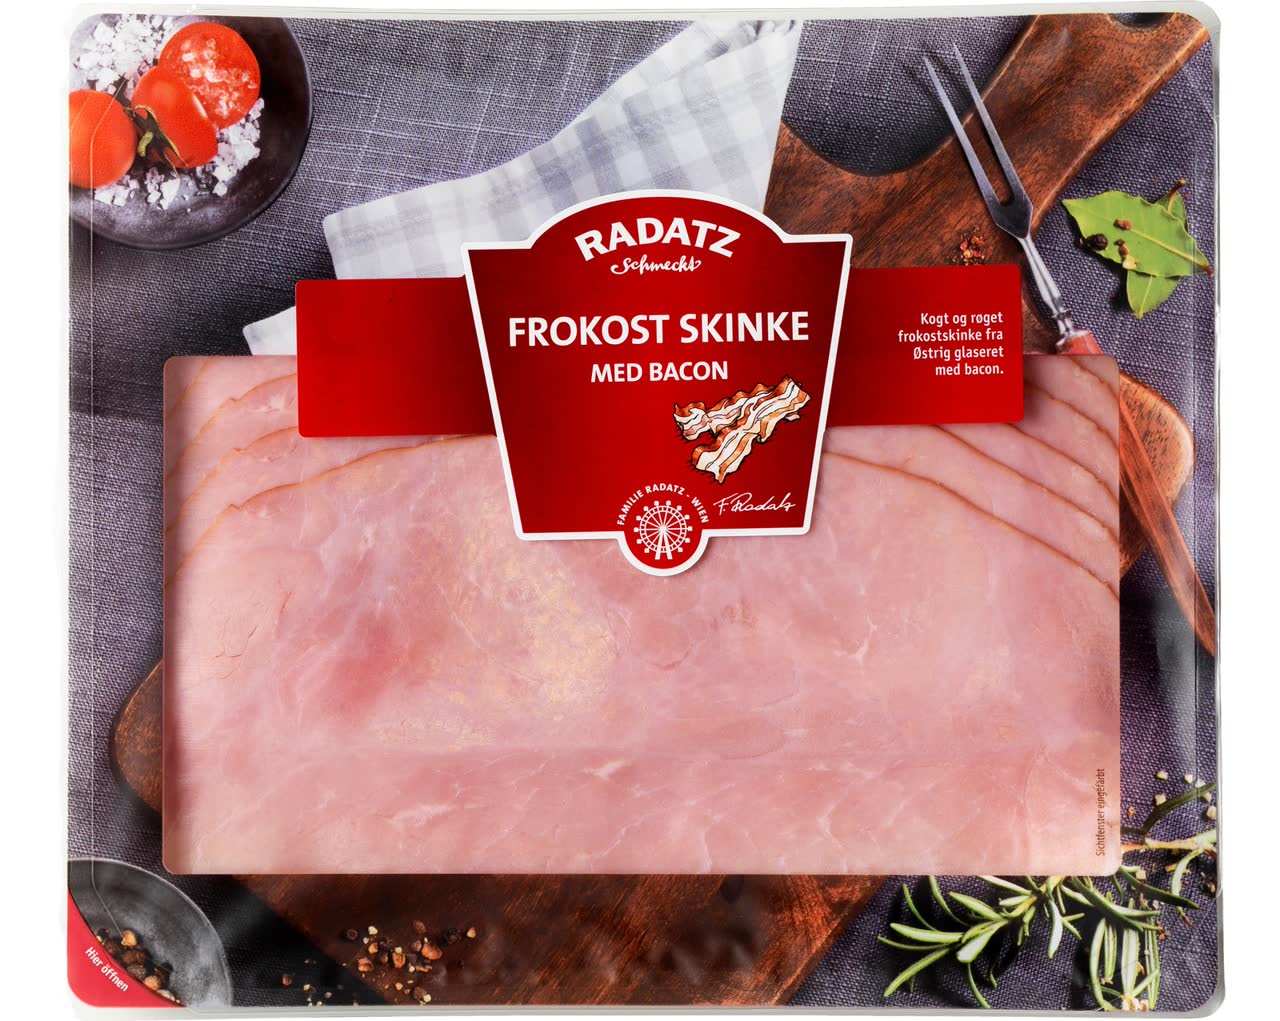 RADATZ
schmeckt
FROKOST SKINKE
MED BACON
Kogt og røget
frokostskinke fra
Østrig glaseret
med bacon.
FAMILIE RADATZ - WIEN
F. Radatz
Sichtfenster eingefärbt
Hier öffnen